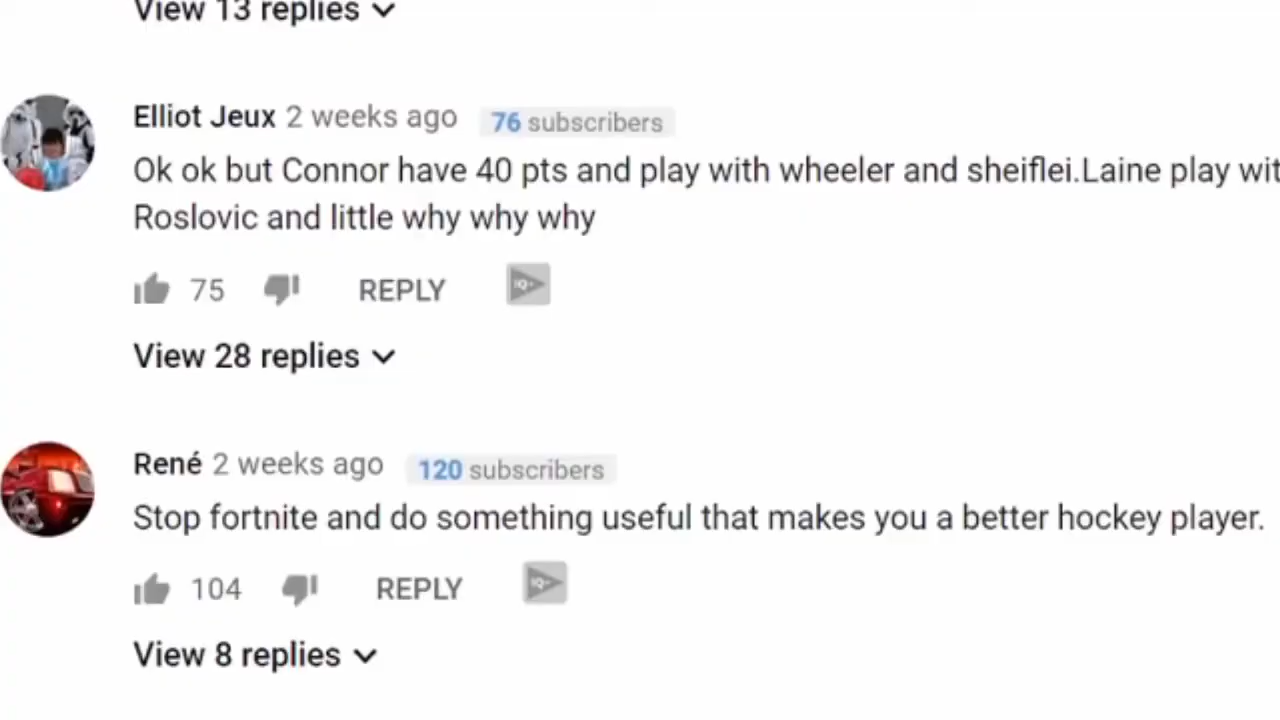 View 13 replies
Elliot Jeux 2 weeks ago 76 subscribers
Ok ok but Connor have 40 pts and play with wheeler and sheiflei.Laine play wit
Roslovic and little why why why
75 REPLY IQ+
View 28 replies
René 2 weeks ago 120 subscribers
Stop fortnite and do something useful that makes you a better hockey player.
104 REPLY IQ+
View 8 replies